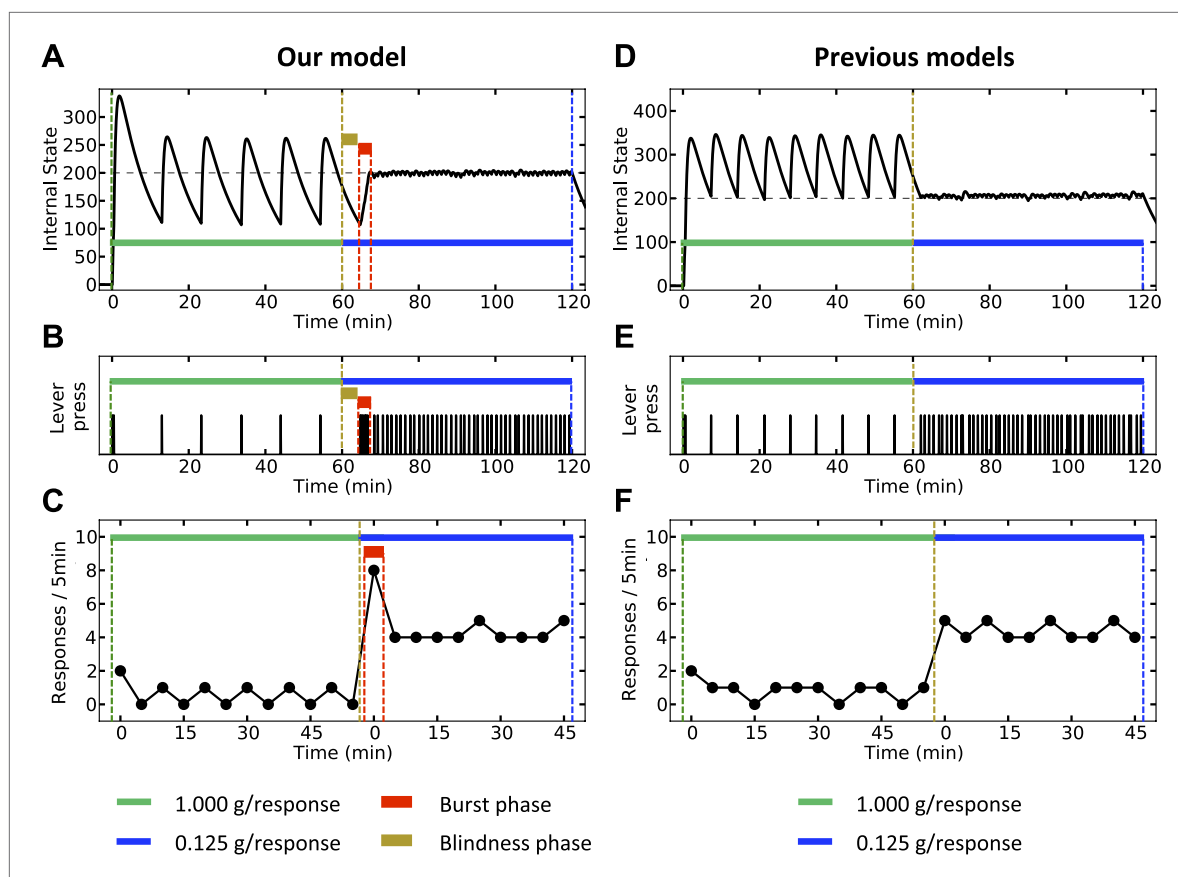 A
Our model
D
Previous models
Internal State
300
250
200
150
100
50
0
0 20 40 60 80 100 120
Time (min)
Internal State
400
300
200
100
0
0 20 40 60 80 100 120
Time (min)
B
Lever
press
0 20 40 60 80 100 120
Time (min)
E
Lever
press
0 20 40 60 80 100 120
Time (min)
C
Responses / 5min
10
8
6
4
2
0
0 15 30 45 0 15 30 45
Time (min)
F
Responses / 5min
10
8
6
4
2
0
0 15 30 45 0 15 30 45
Time (min)
1.000 g/response
Burst phase
0.125 g/response
Blindness phase
1.000 g/response
0.125 g/response